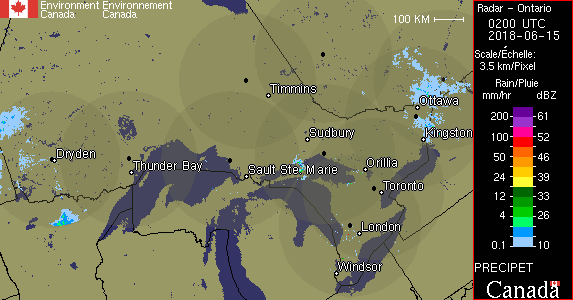 Environment Environnement
Canada Canada
100 KM
Timmins
Ottawa
Sudbury
Kingston
Dryden
Thunder Bay
Sault Ste Marie
Orillia
Toronto
London
Windsor
Radar - Ontario
0200 UTC
2018-06-15
Scale/Échelle:
3.5 km/Pixel
Rain/Pluie
mm/hr dBZ
200 61
100 52
50 46
24 39
12 33
4 26
0.1 10
PRECIPET
Canada